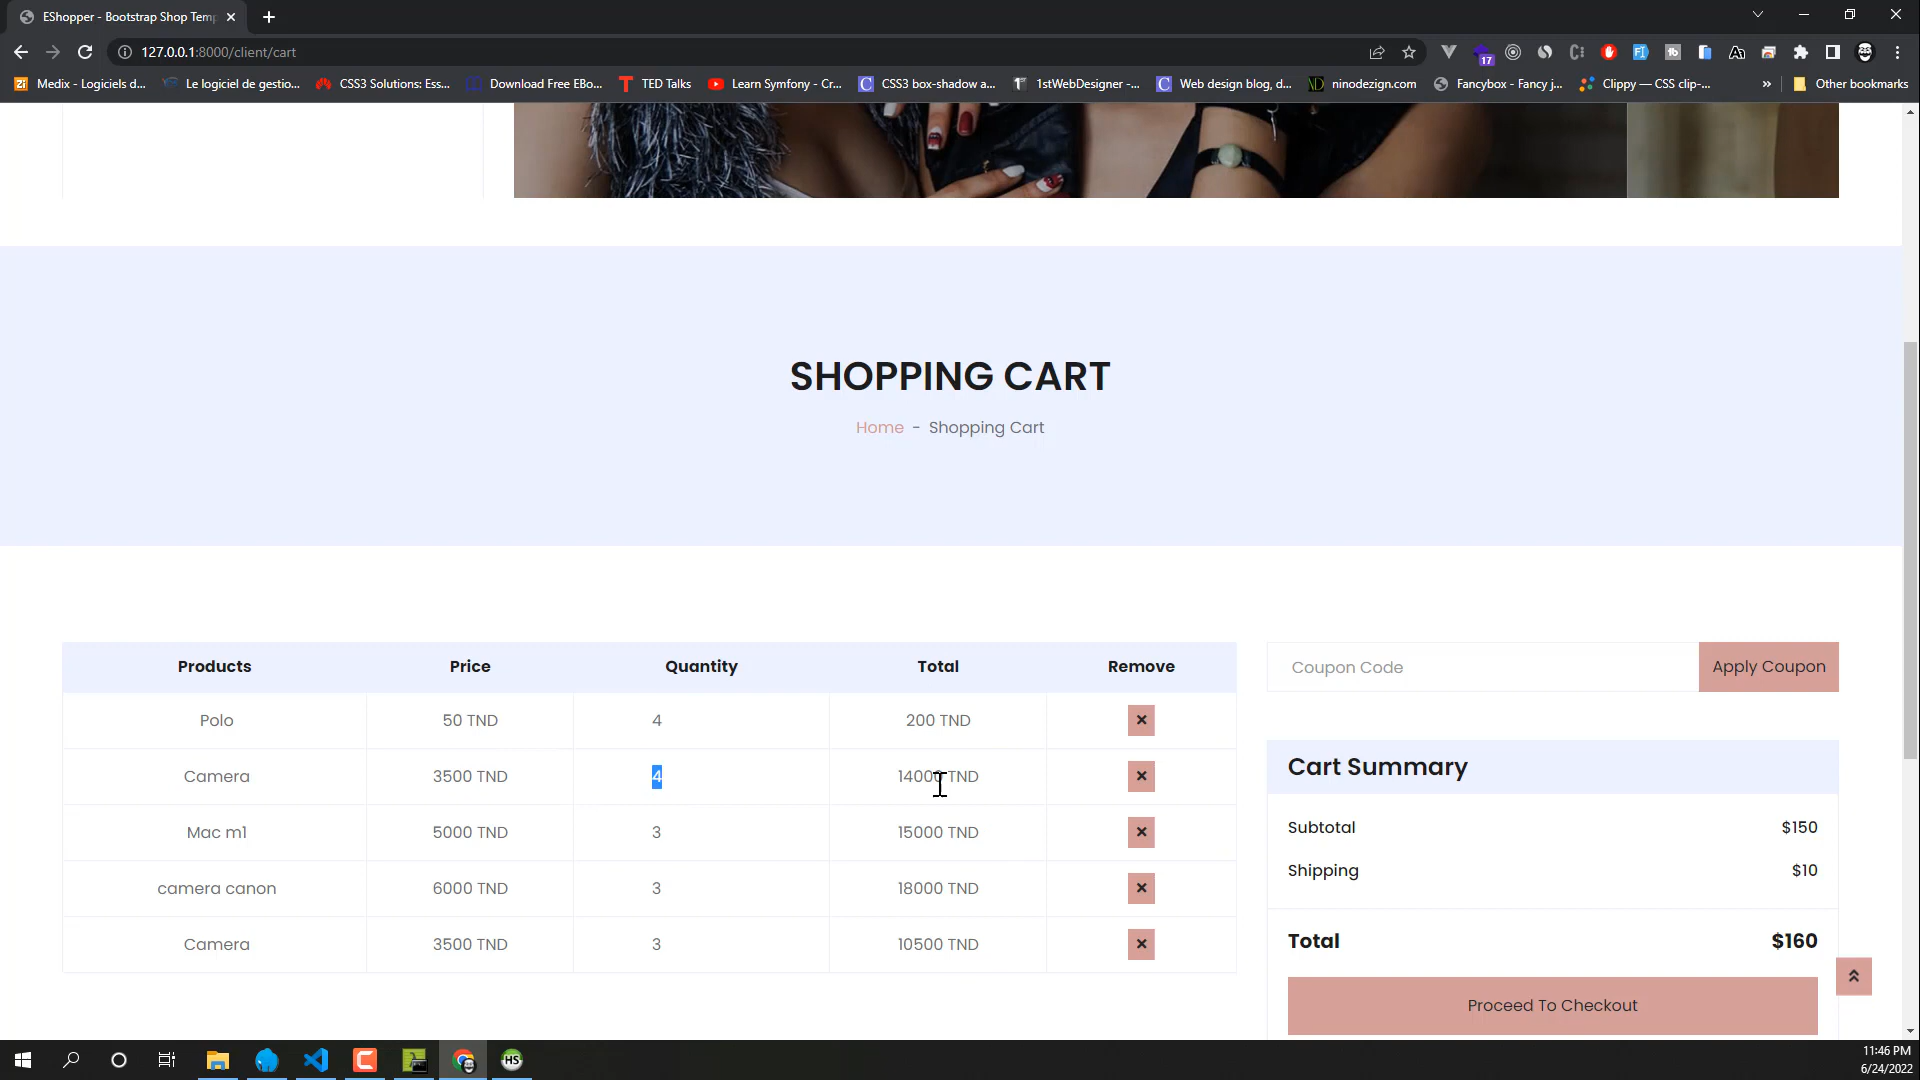 EShopper - Bootstrap Shop Temp
127.0.0.1:8000/client/cart
17
Medix - Logiciels d...
Le logiciel de gestio...
CSS3 Solutions: Ess...
Download Free EBo...
TED Talks
Learn Symfony - Cr...
CSS3 box-shadow a...
1stWebDesigner -...
Web design blog, d...
ninodezign.com
Fancybox - Fancy j...
Clippy — CSS clip-...
»
Other bookmarks
SHOPPING CART
Home - Shopping Cart
Products Price Quantity Total Remove
Polo 50 TND 4 200 TND ×
Camera 3500 TND 4 14000 TND ×
Mac m1 5000 TND 3 15000 TND ×
camera canon 6000 TND 3 18000 TND ×
Camera 3500 TND 3 10500 TND ×
Coupon Code Apply Coupon
Cart Summary
Subtotal $150
Shipping $10
Total $160
Proceed To Checkout
HS
11:46 PM
6/24/2022